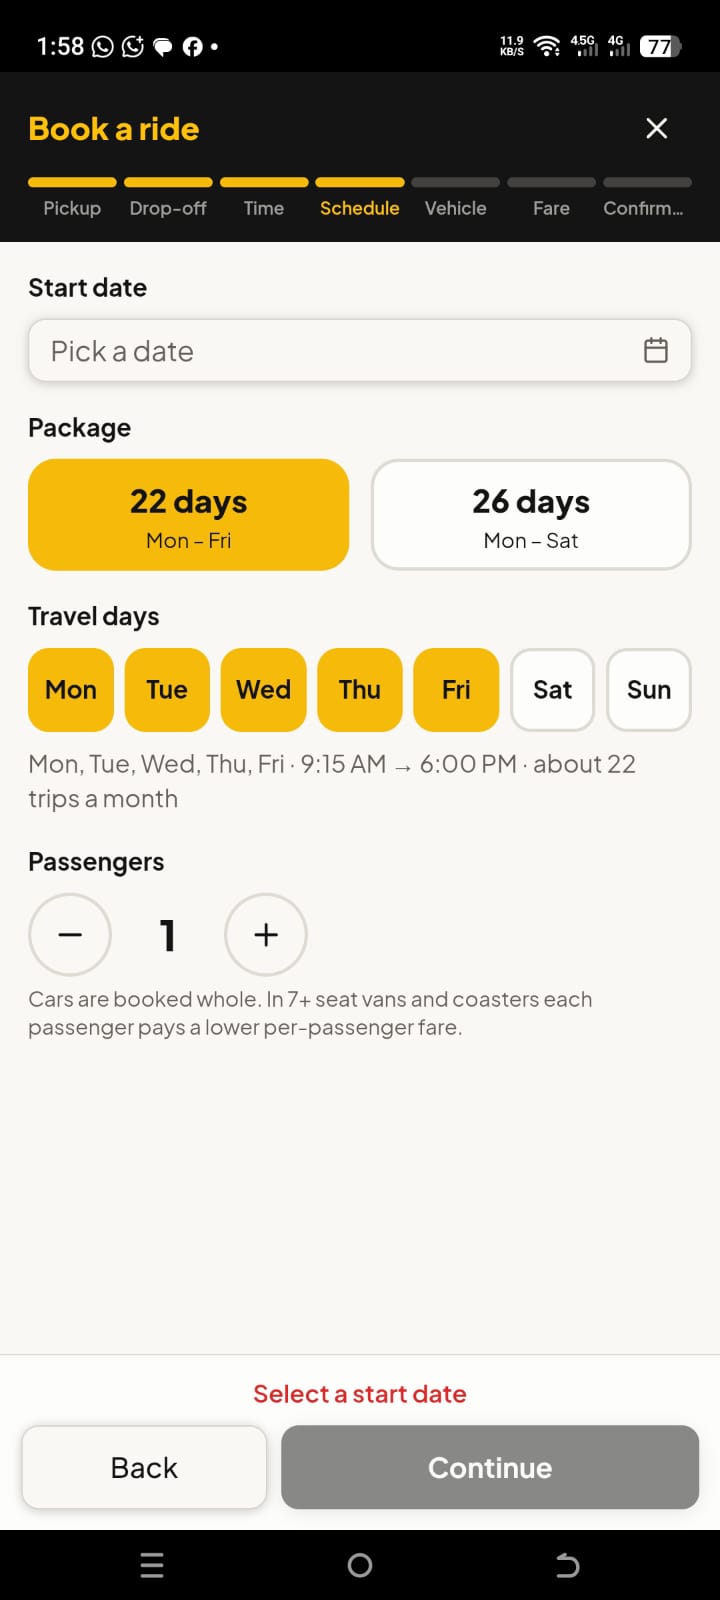 1:58
11.9
KB/S
4.5G
4G
77
Book a ride
Pickup Drop-off Time Schedule Vehicle Fare Confirm...
Start date
Pick a date
Package
22 days
Mon – Fri
26 days
Mon – Sat
Travel days
Mon Tue Wed Thu Fri Sat Sun
Mon, Tue, Wed, Thu, Fri · 9:15 AM → 6:00 PM · about 22
trips a month
Passengers
1
Cars are booked whole. In 7+ seat vans and coasters each
passenger pays a lower per-passenger fare.
Select a start date
Back Continue